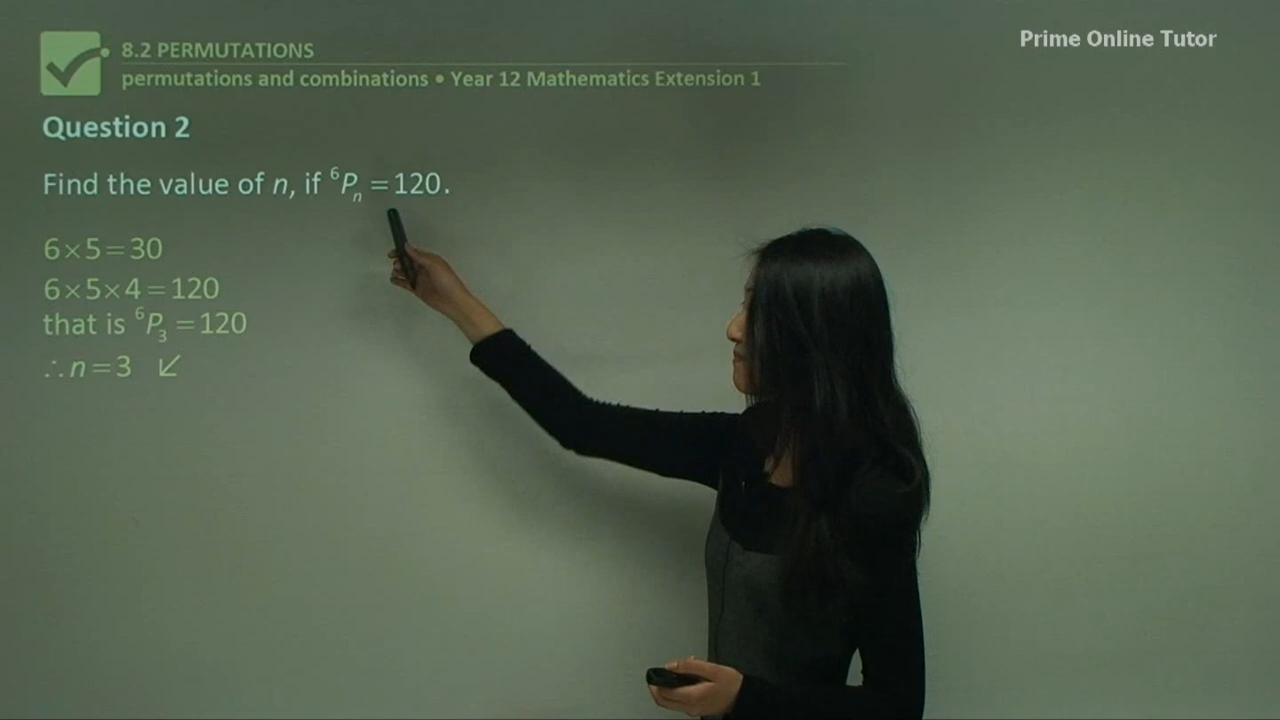 8.2 PERMUTATIONS
permutations and combinations • Year 12 Mathematics Extension 1
Prime Online Tutor
Question 2
Find the value of n, if ⁶Pₙ = 120.
6×5=30
6×5×4=120
that is ⁶P₃ = 120
∴n=3 ↙